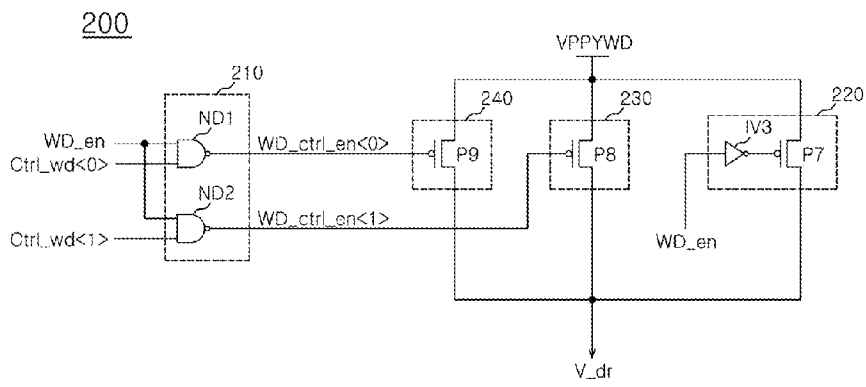 200
VPPYWD
210
240
230
220
ND1
IV3
WD_en
WD_ctrl_en<0>
P9
P8
P7
Ctrl_wd<0>
ND2
WD_ctrl_en<1>
Ctrl_wd<1>
WD_en
V_dr